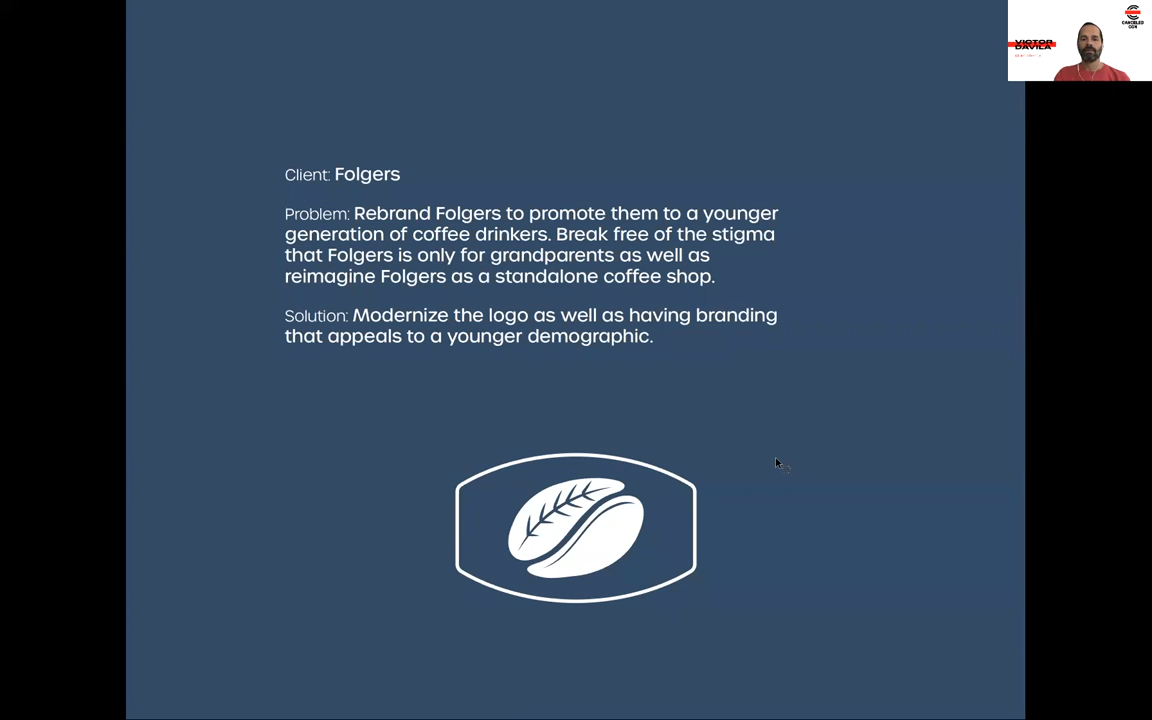 Client: Folgers
Problem: Rebrand Folgers to promote them to a younger
generation of coffee drinkers. Break free of the stigma
that Folgers is only for grandparents as well as
reimagine Folgers as a standalone coffee shop.
Solution: Modernize the logo as well as having branding
that appeals to a younger demographic.
VICTOR
DAVILA
CANCELED
CON